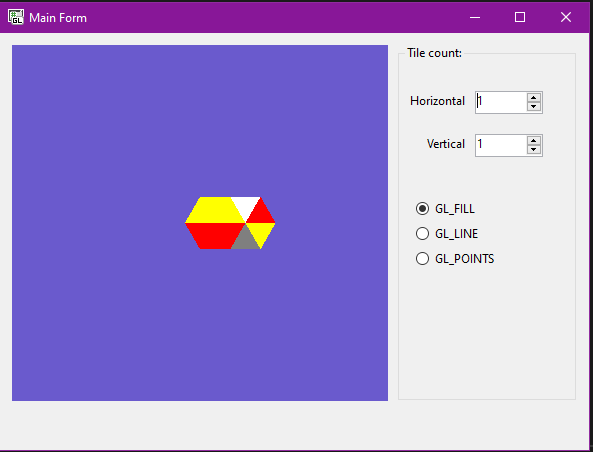 Main Form
Tile count:
Horizontal 1
Vertical 1
GL_FILL
GL_LINE
GL_POINTS